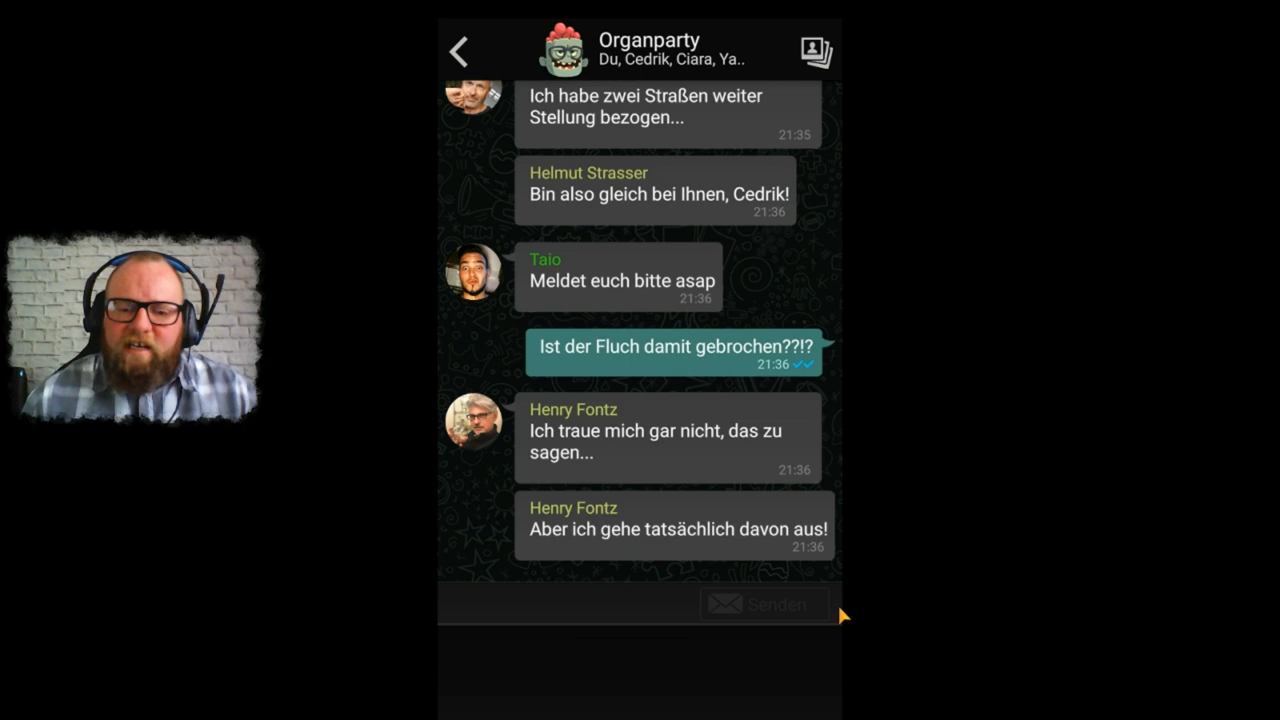 Organparty
Du, Cedrik, Ciara, Ya..
Ich habe zwei Straßen weiter
Stellung bezogen...
21:35
Helmut Strasser
Bin also gleich bei Ihnen, Cedrik!
21:36
Taio
Meldet euch bitte asap
21:36
Ist der Fluch damit gebrochen??!?
21:36
Henry Fontz
Ich traue mich gar nicht, das zu
sagen...
21:36
Henry Fontz
Aber ich gehe tatsächlich davon aus!
21:36
Senden